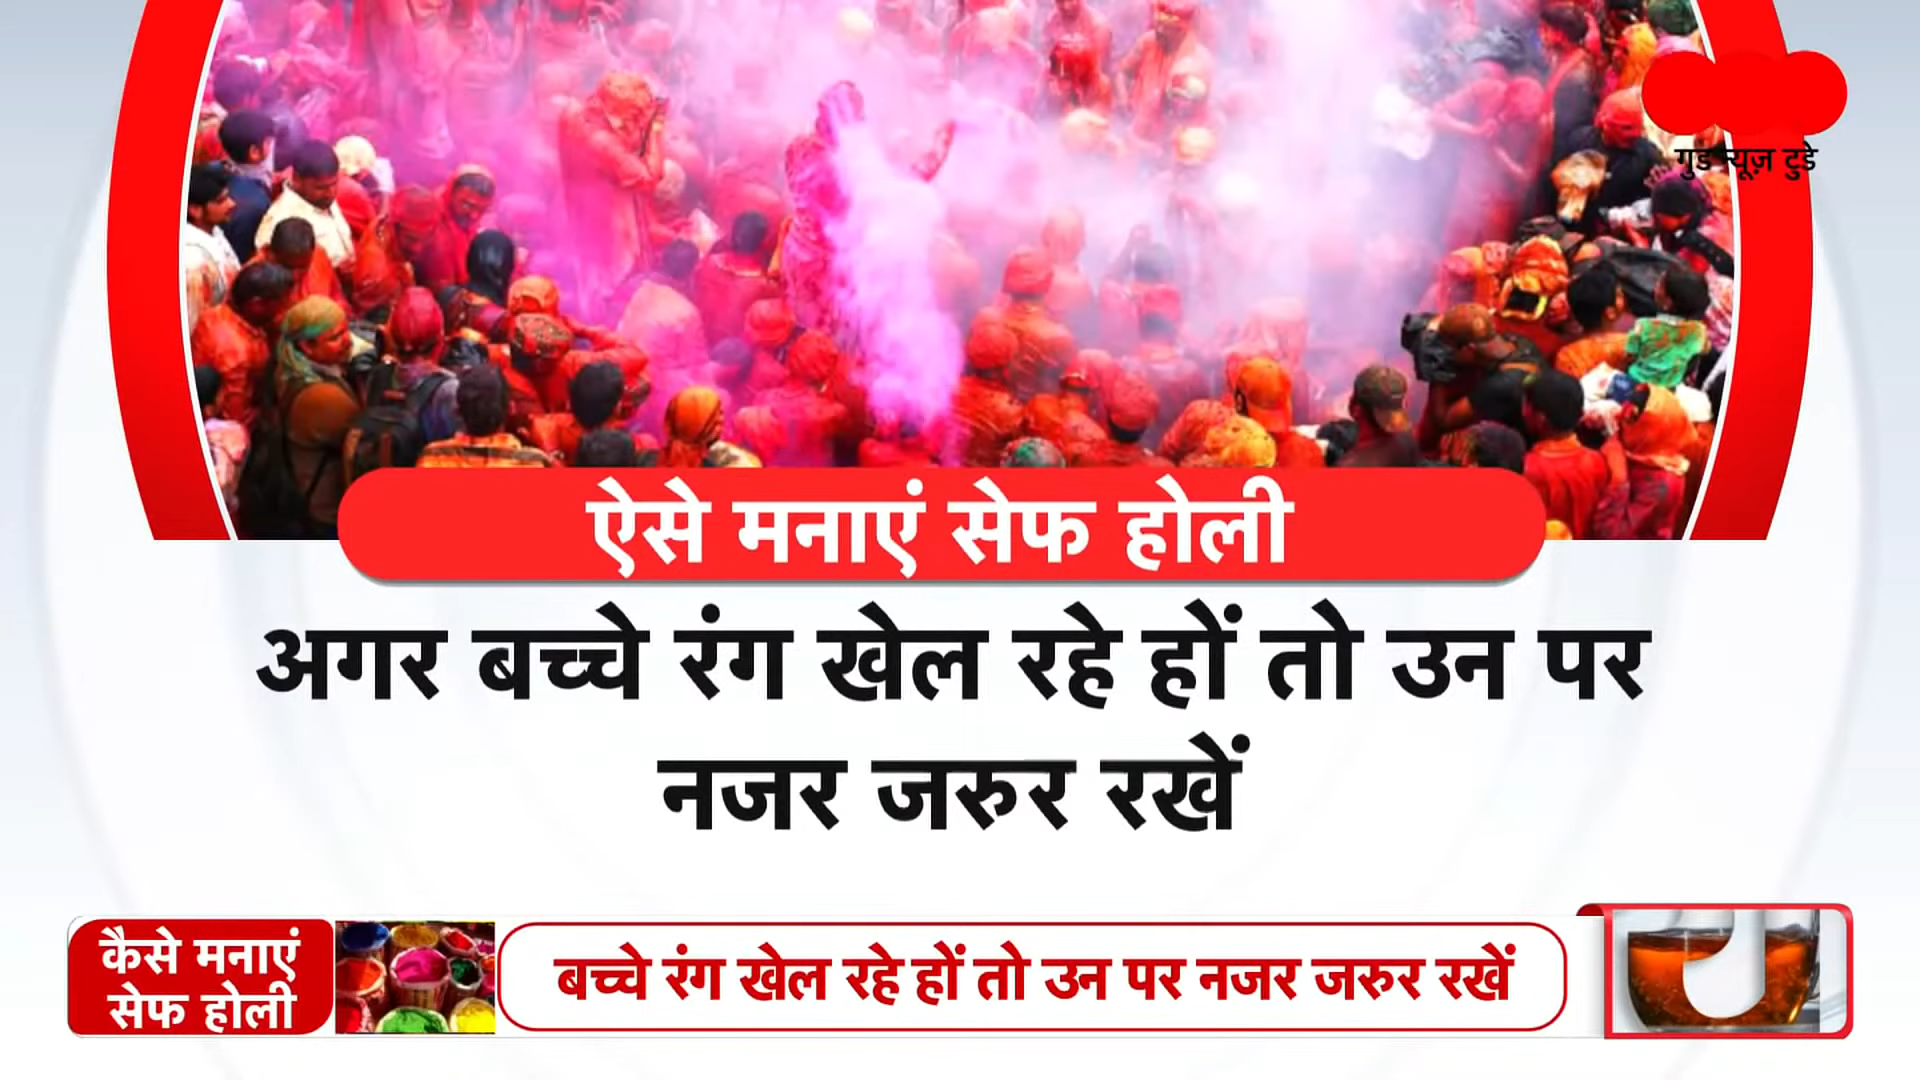 गुड न्यूज़ टुडे
ऐसे मनाएं सेफ होली
अगर बच्चे रंग खेल रहे हों तो उन पर
नजर जरुर रखें
कैसे मनाएं
सेफ होली
बच्चे रंग खेल रहे हों तो उन पर नजर जरुर रखें